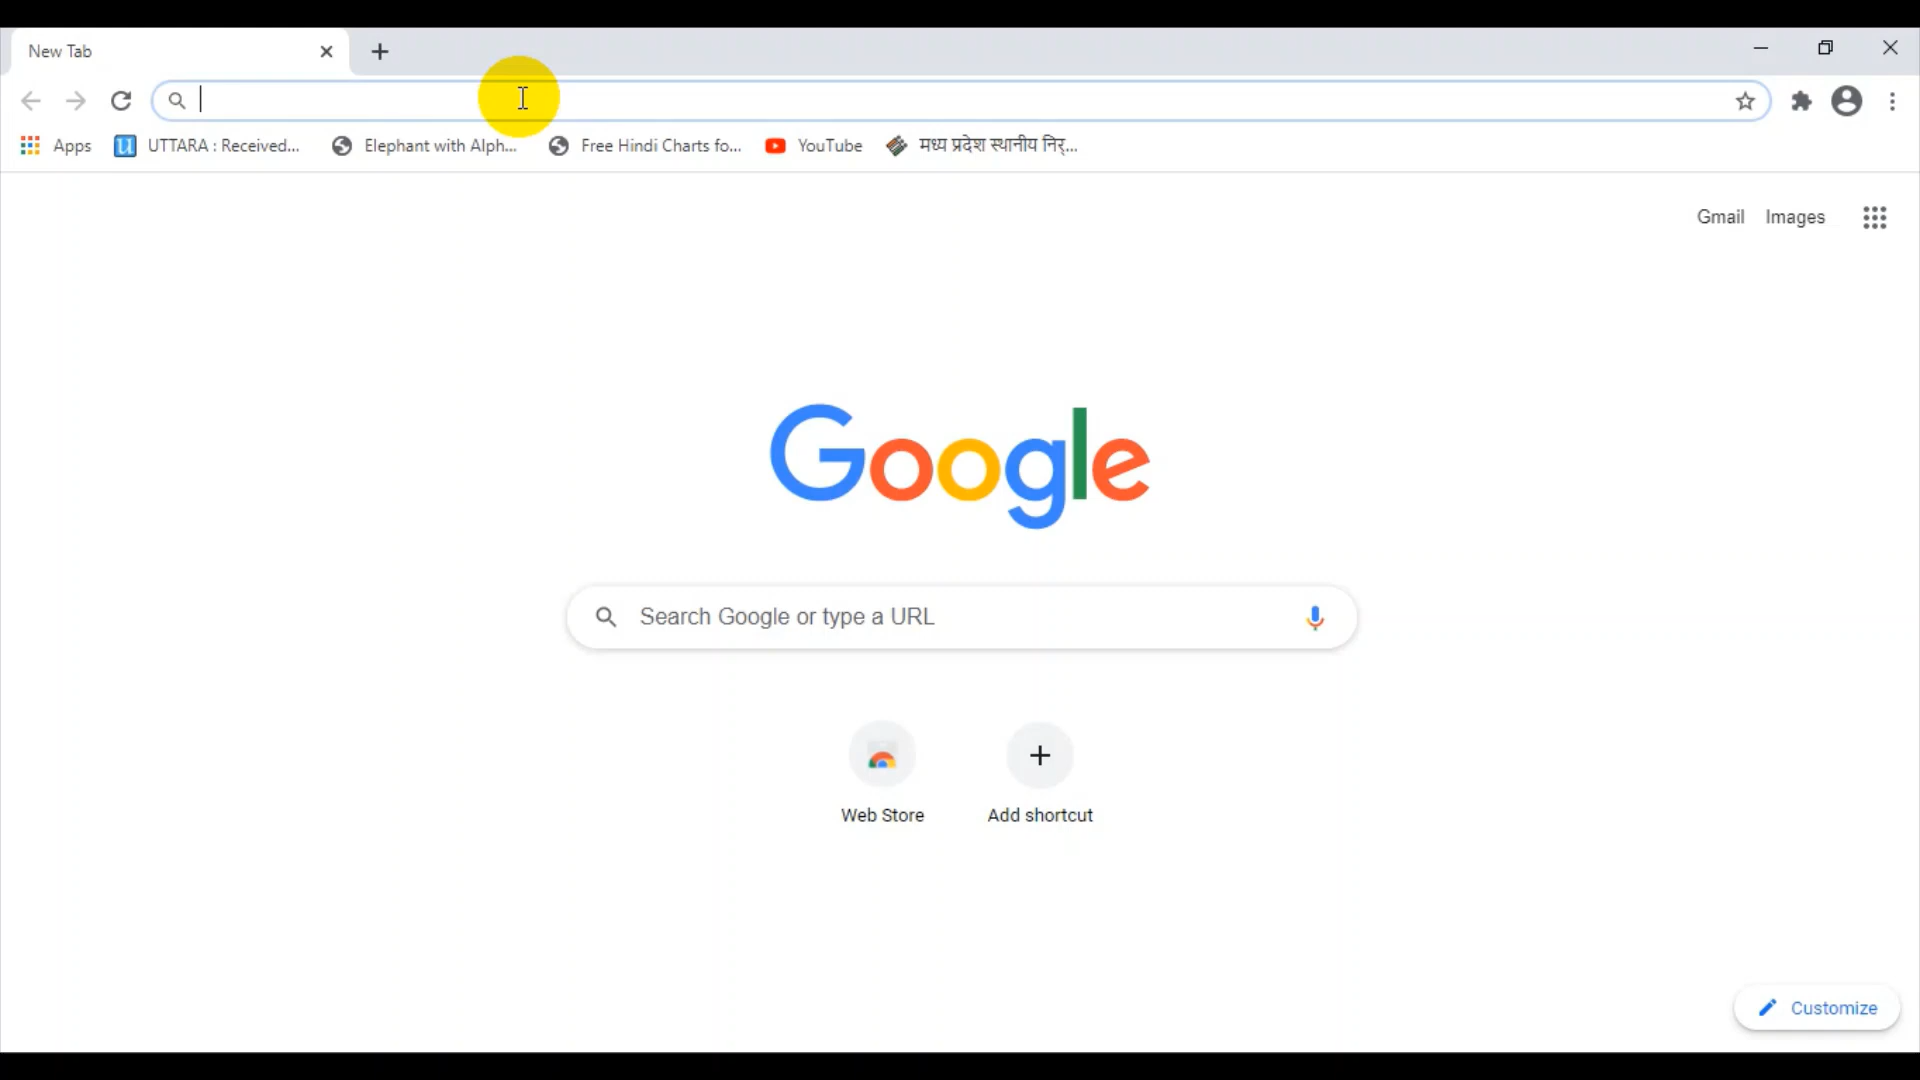 New Tab
Apps UTTARA : Received... Elephant with Alph... Free Hindi Charts fo... YouTube मध्य प्रदेश स्थानीय निर्...
Gmail Images
Google
Search Google or type a URL
Web Store Add shortcut
Customize